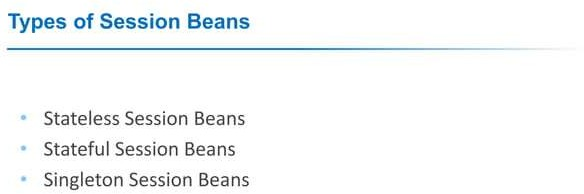 Types of Session Beans
• Stateless Session Beans
• Stateful Session Beans
• Singleton Session Beans